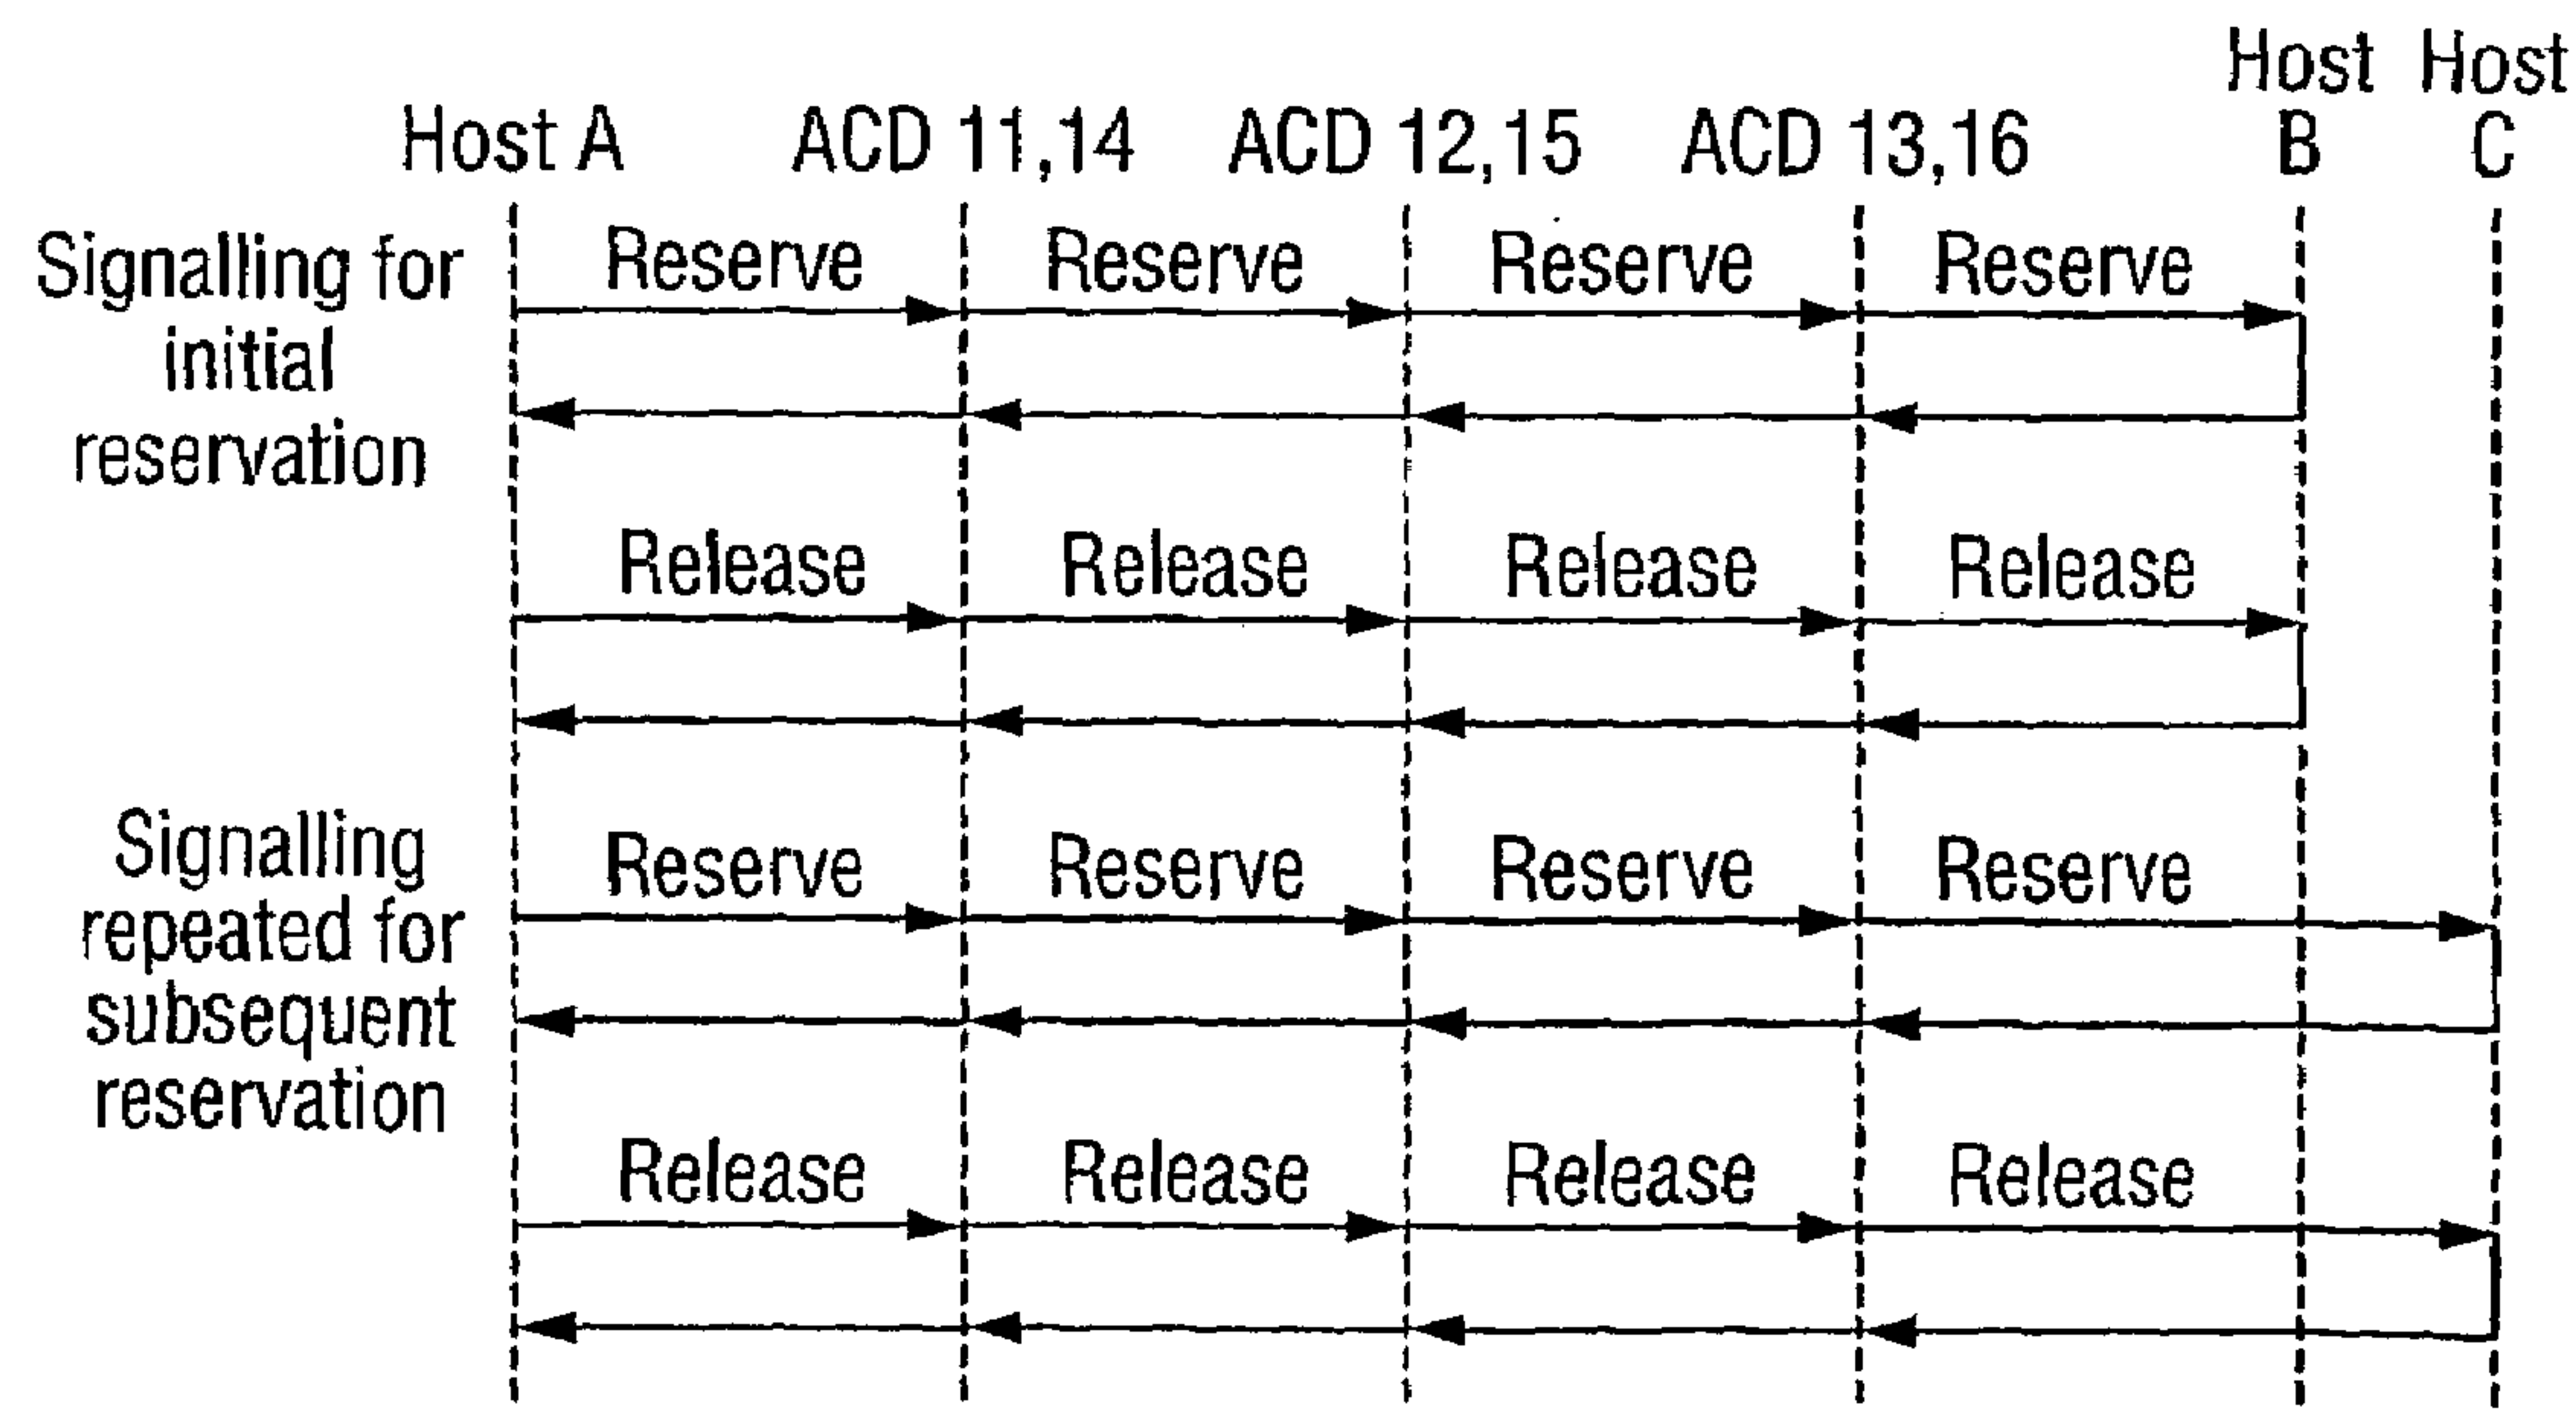 Host Host
Host A ACD 11,14 ACD 12,15 ACD 13,16 B C
Signalling for
initial
reservation
Reserve Reserve Reserve Reserve
Release Release Release Release
Signalling
repeated for
subsequent
reservation
Reserve Reserve Reserve Reserve
Release Release Release Release